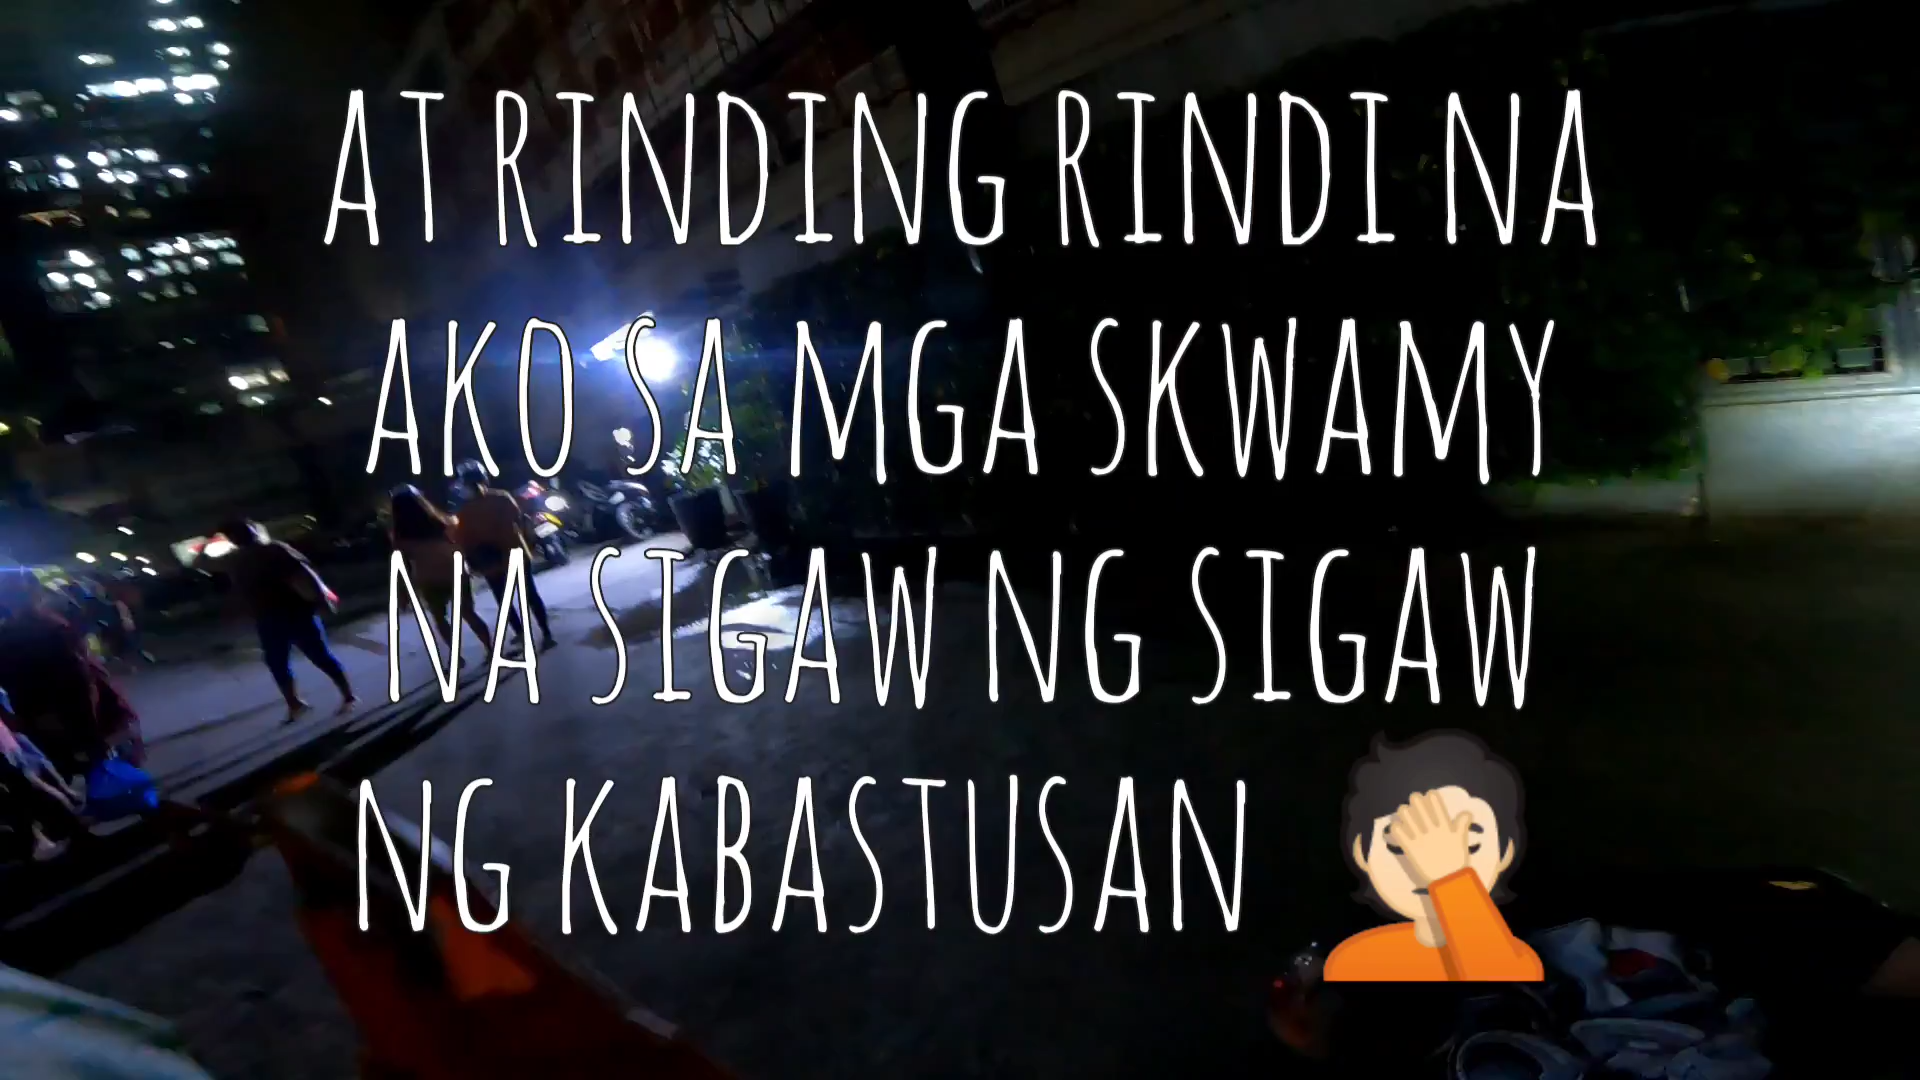 AT RINDING RINDI NA
AKO SA MGA SKWAMY
NA SIGAW NG SIGAW
NG KABASTUSAN 🤦🏻